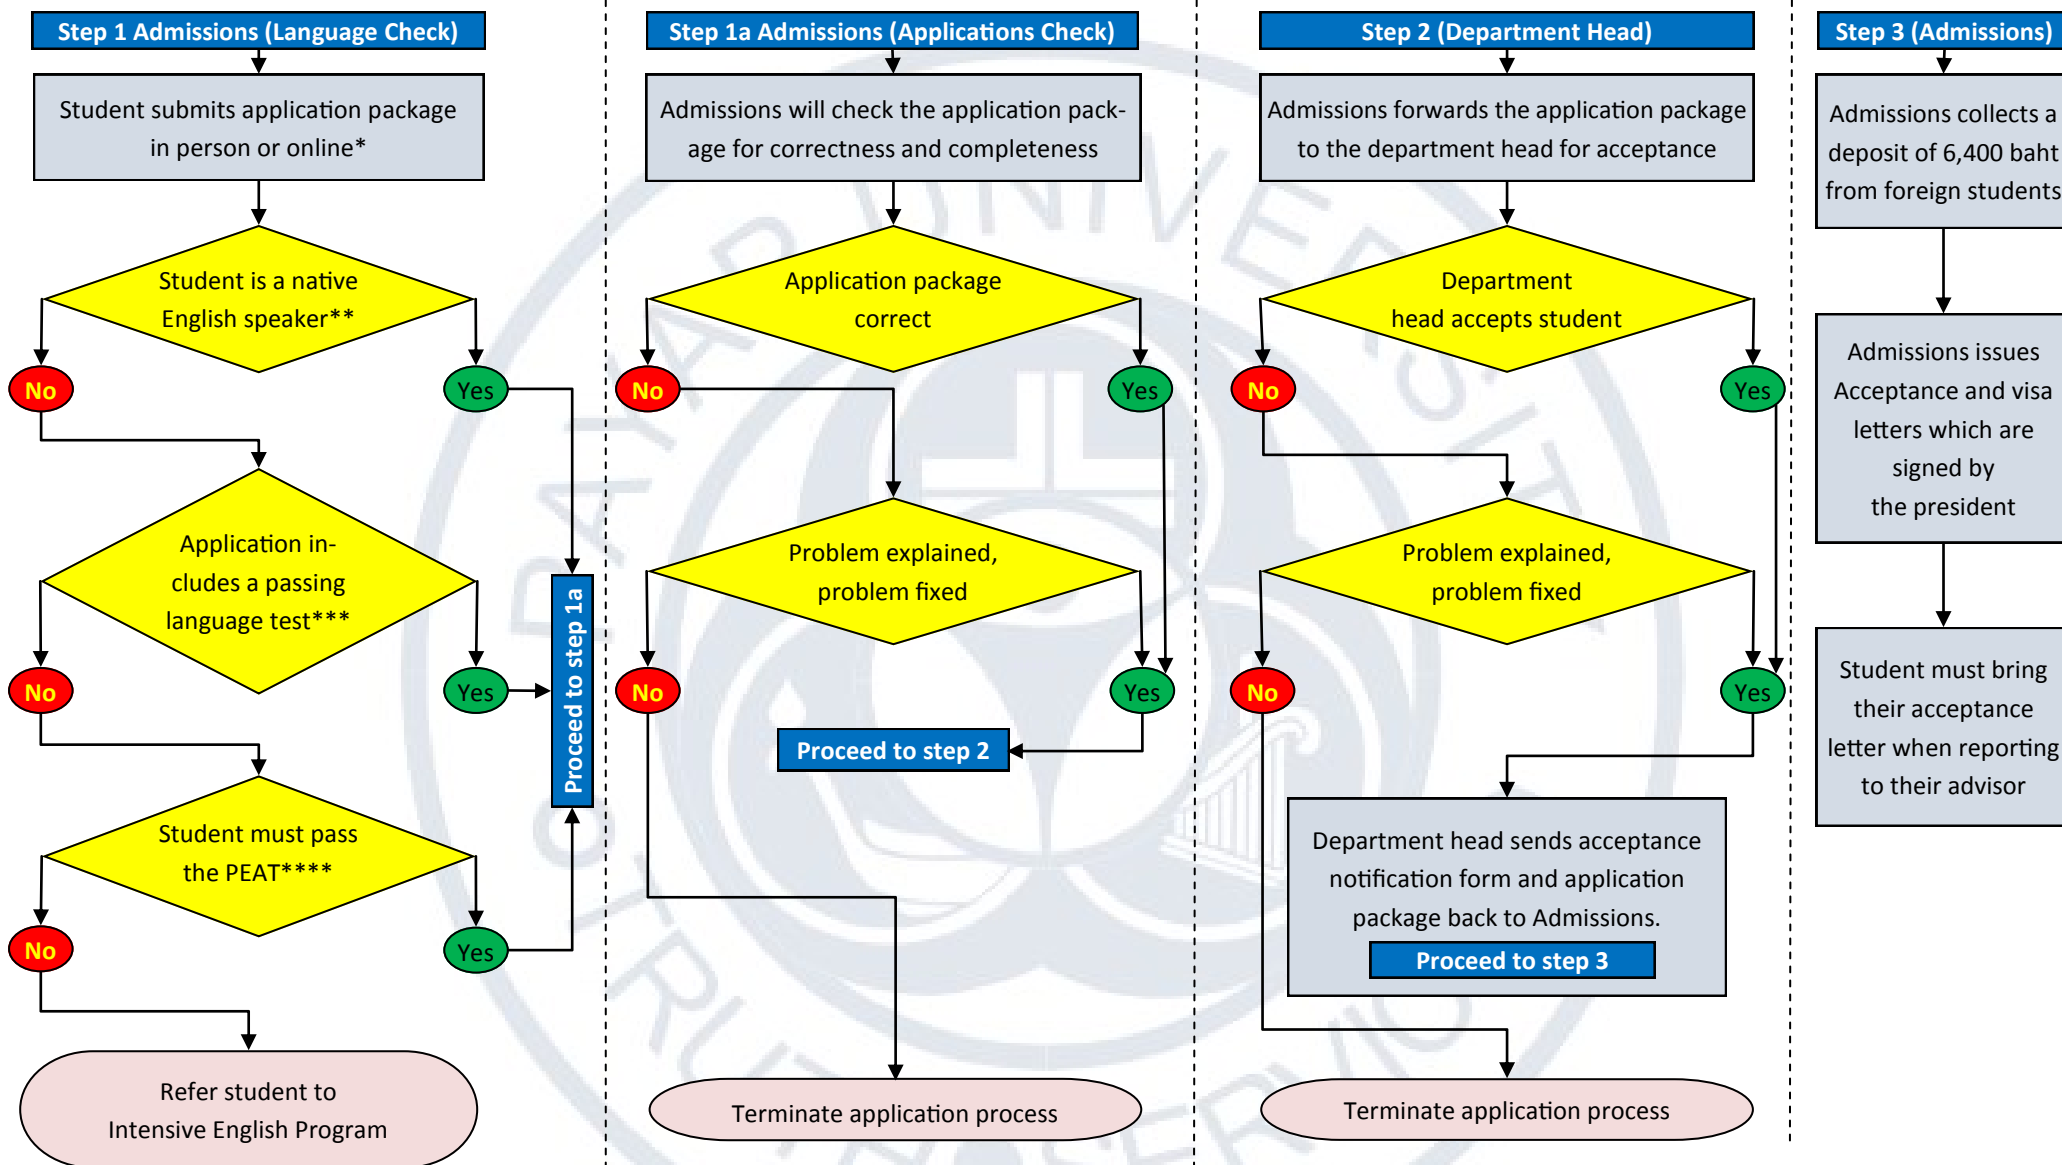 Step 1 Admissions (Language Check)
Student submits application package
in person or online*
Student is a native
English speaker**
No
Yes
Application in-
cludes a passing
language test***
No
Yes
Student must pass
the PEAT****
No
Yes
Proceed to step 1a
Refer student to
Intensive English Program
Step 1a Admissions (Applications Check)
Admissions will check the application pack-
age for correctness and completeness
Application package
correct
No
Yes
Problem explained,
problem fixed
No
Yes
Proceed to step 2
Terminate application process
Step 2 (Department Head)
Admissions forwards the application package
to the department head for acceptance
Department
head accepts student
No
Yes
Problem explained,
problem fixed
No
Yes
Department head sends acceptance
notification form and application
package back to Admissions.
Proceed to step 3
Terminate application process
Step 3 (Admissions)
Admissions collects a
deposit of 6,400 baht
from foreign students
Admissions issues
Acceptance and visa
letters which are
signed by
the president
Student must bring
their acceptance
letter when reporting
to their advisor
PAYAP UNIVERSITY
TRUTH SERVICE